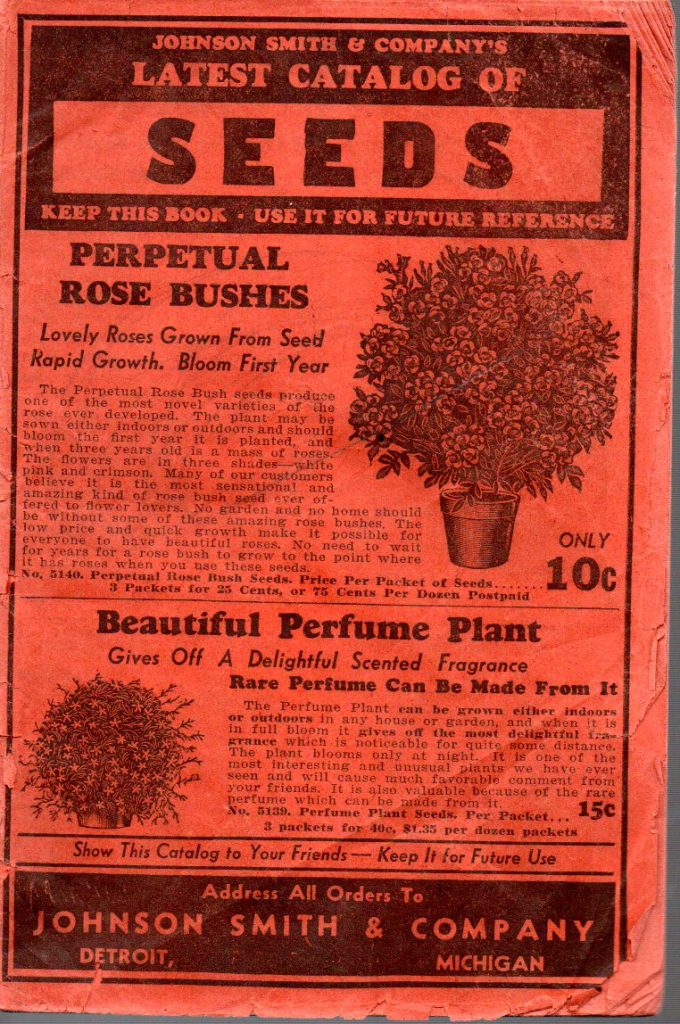 JOHNSON SMITH & COMPANY'S
LATEST CATALOG OF
SEEDS
KEEP THIS BOOK · USE IT FOR FUTURE REFERENCE
PERPETUAL
ROSE BUSHES
Lovely Roses Grown From Seed
Rapid Growth. Bloom First Year
The Perpetual Rose Bush seeds produce
one of the most novel varieties of the
rose ever developed. The plant may be
sown either indoors or outdoors and should
bloom the first year it is planted, and
when three years old is a mass of roses.
The flowers are in three shades—white
pink and crimson. Many of our customers
believe it is the most sensational and
amazing kind of rose bush seed ever of-
fered to flower lovers. No garden and no home should
be without some of these amazing rose bushes. The
low price and quick growth make it possible for
everyone to have beautiful roses. No need to wait
for years for a rose bush to grow to the point where
it has roses when you use these seeds.
No. 5140. Perpetual Rose Bush Seeds. Price Per Packet of Seeds.......
3 Packets for 25 Cents, or 75 Cents Per Dozen Postpaid
ONLY
10c
Beautiful Perfume Plant
Gives Off A Delightful Scented Fragrance
Rare Perfume Can Be Made From It
The Perfume Plant can be grown either indoors
or outdoors in any house or garden, and when it is
in full bloom it gives off the most delightful fra-
grance which is noticeable for quite some distance.
The plant blooms only at night. It is one of the
most interesting and unusual plants we have ever
seen and will cause much favorable comment from
your friends. It is also valuable because of the rare
perfume which can be made from it.
No. 5139. Perfume Plant Seeds. Per Packet... 15c
3 packets for 40c, $1.35 per dozen packets
Show This Catalog to Your Friends — Keep It for Future Use
Address All Orders To
JOHNSON SMITH & COMPANY
DETROIT, MICHIGAN